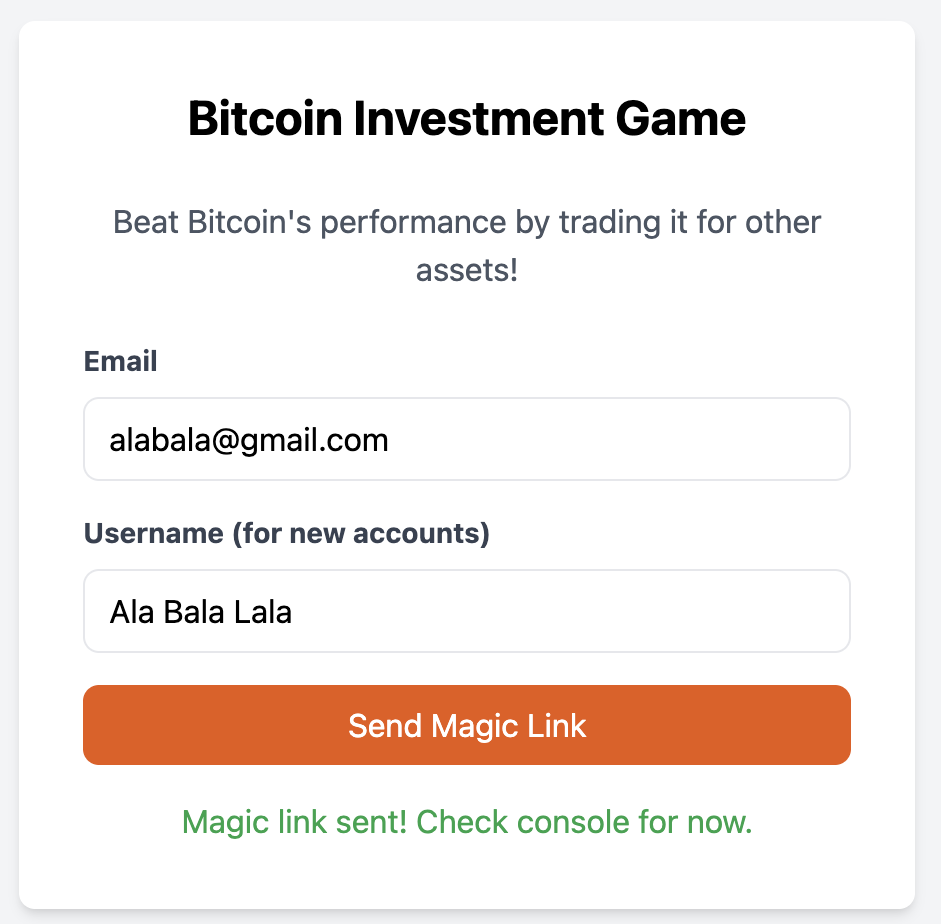 Bitcoin Investment Game
Beat Bitcoin's performance by trading it for other
assets!
Email
alabala@gmail.com
Username (for new accounts)
Ala Bala Lala
Send Magic Link
Magic link sent! Check console for now.